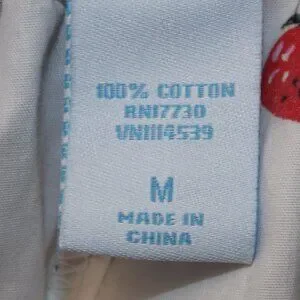 100% COTTON
RN17730
VN1114539
M
MADE IN
CHINA